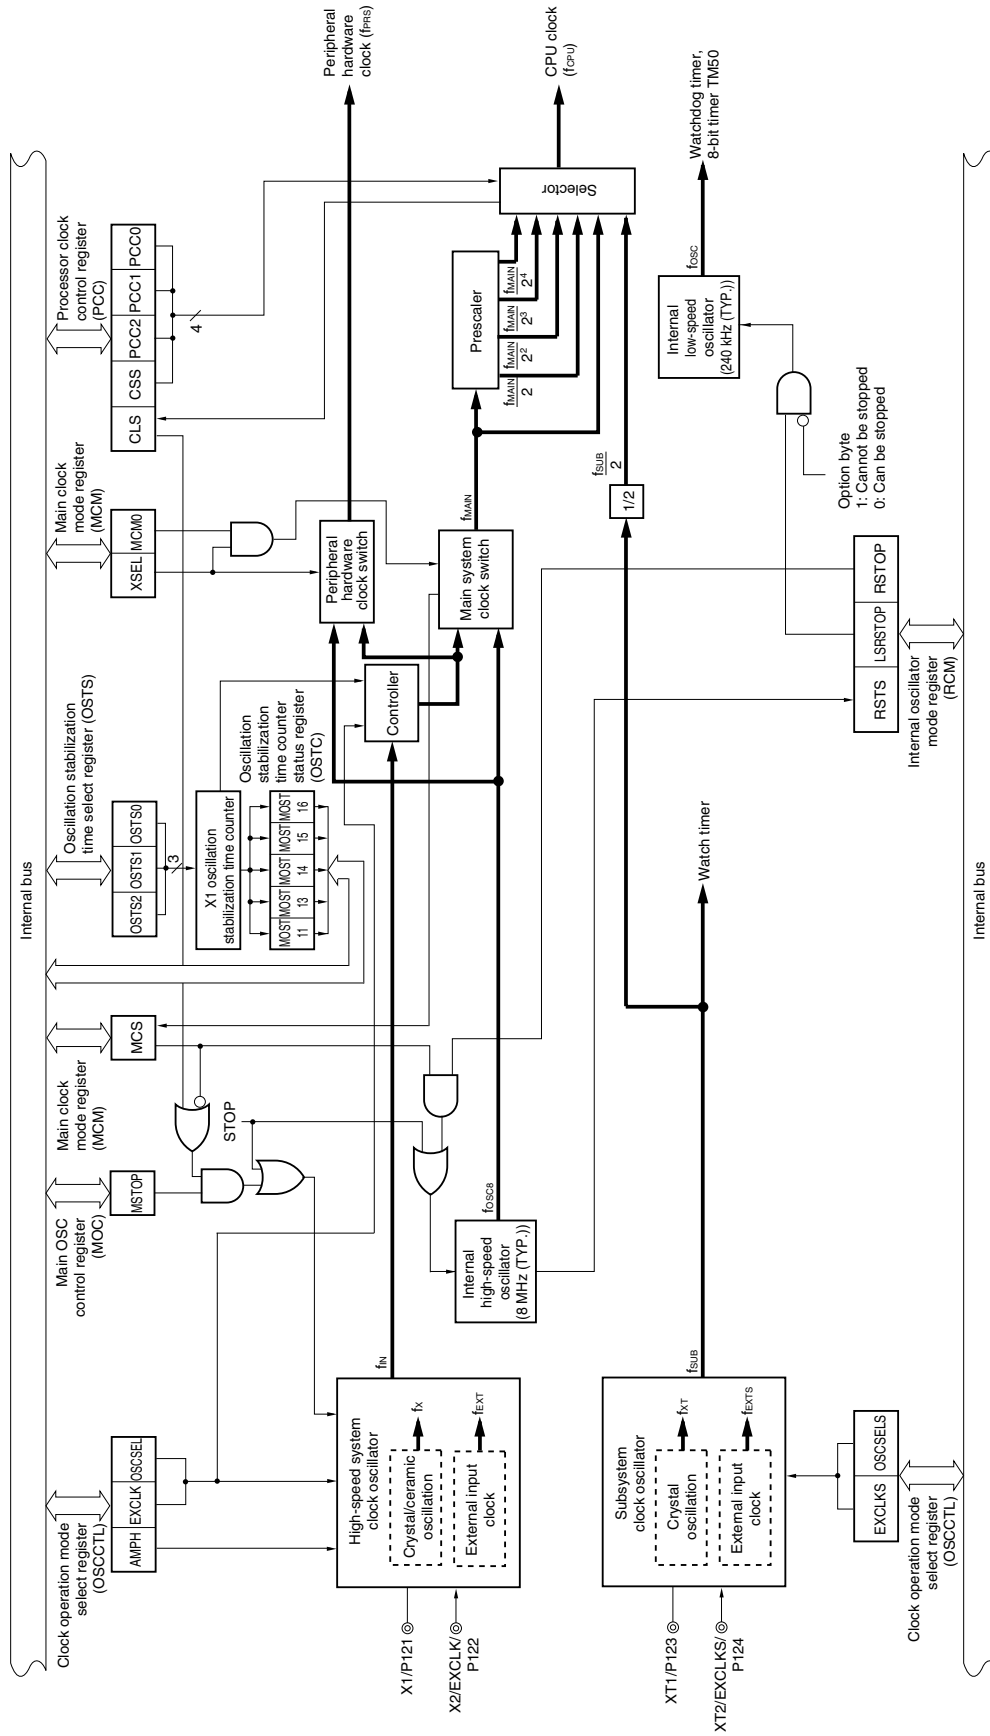 Internal bus
Clock operation mode
select register
(OSCCTL)
AMPH EXCLK OSCSEL
Main OSC
control register
(MOC)
MSTOP
Main clock
mode register
(MCM)
MCS
Oscillation stabilization
time select register (OSTS)
OSTS2 OSTS1 OSTS0
3
Main clock
mode register
(MCM)
XSEL MCM0
Processor clock
control register
(PCC)
CLS CSS PCC2 PCC1 PCC0
4
STOP
X1 oscillation
stabilization time counter
MOST 11
MOST 13
MOST 14
MOST 15
MOST 16
Oscillation
stabilization
time counter
status register
(OSTC)
Controller
Peripheral
hardware
clock switch
Peripheral
hardware
clock (fPRS)
High-speed system
clock oscillator
Crystal/ceramic
oscillation
fX
External input
clock
fEXT
fIN
X1/P121
X2/EXCLK/
P122
Main system
clock switch
fMAIN
Prescaler
fMAIN
2
fMAIN
2²
fMAIN
2³
fMAIN
2⁴
Selector
CPU clock
(fCPU)
Internal
high-speed
oscillator
(8 MHz (TYP.))
fOSC8
1/2
fSUB
2
Subsystem
clock oscillator
Crystal
oscillation
fXT
External input
clock
fEXTS
fSUB
XT1/P123
XT2/EXCLKS/
P124
Watch timer
Internal
low-speed
oscillator
(240 kHz (TYP.))
fOSC
Watchdog timer,
8-bit timer TM50
Option byte
1: Cannot be stopped
0: Can be stopped
EXCLKS OSCSELS
Clock operation mode
select register
(OSCCTL)
RSTS LSRSTOP RSTOP
Internal oscillator
mode register
(RCM)
Internal bus